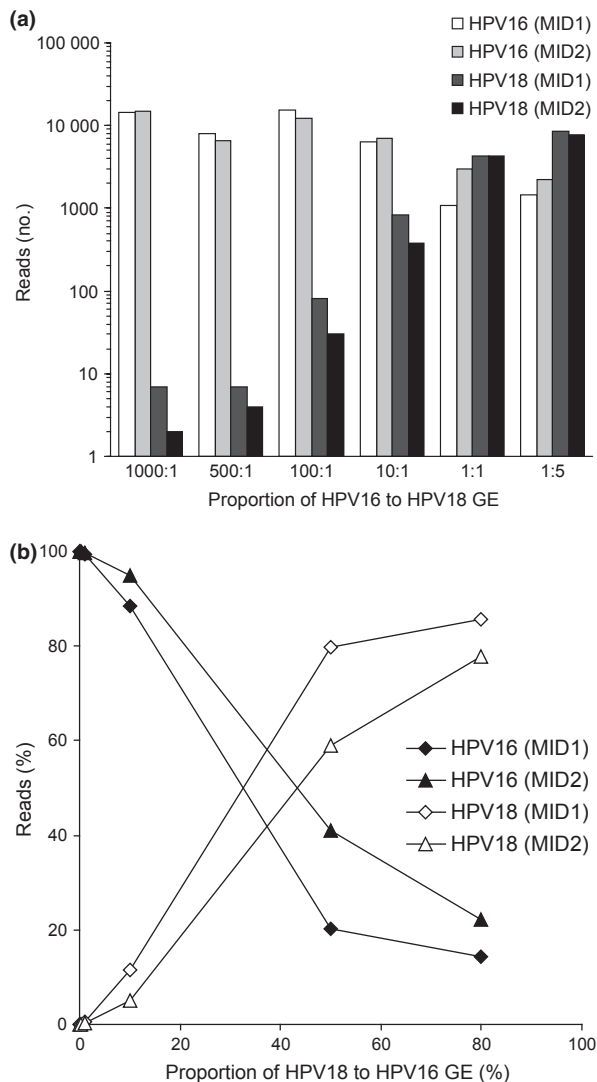 (a)
100 000
10 000
1000
100
10
1
Reads (no.)
HPV16 (MID1)
HPV16 (MID2)
HPV18 (MID1)
HPV18 (MID2)
1000:1 500:1 100:1 10:1 1:1 1:5
Proportion of HPV16 to HPV18 GE
(b)
100
80
60
40
20
0
Reads (%)
HPV16 (MID1)
HPV16 (MID2)
HPV18 (MID1)
HPV18 (MID2)
0 20 40 60 80 100
Proportion of HPV18 to HPV16 GE (%)